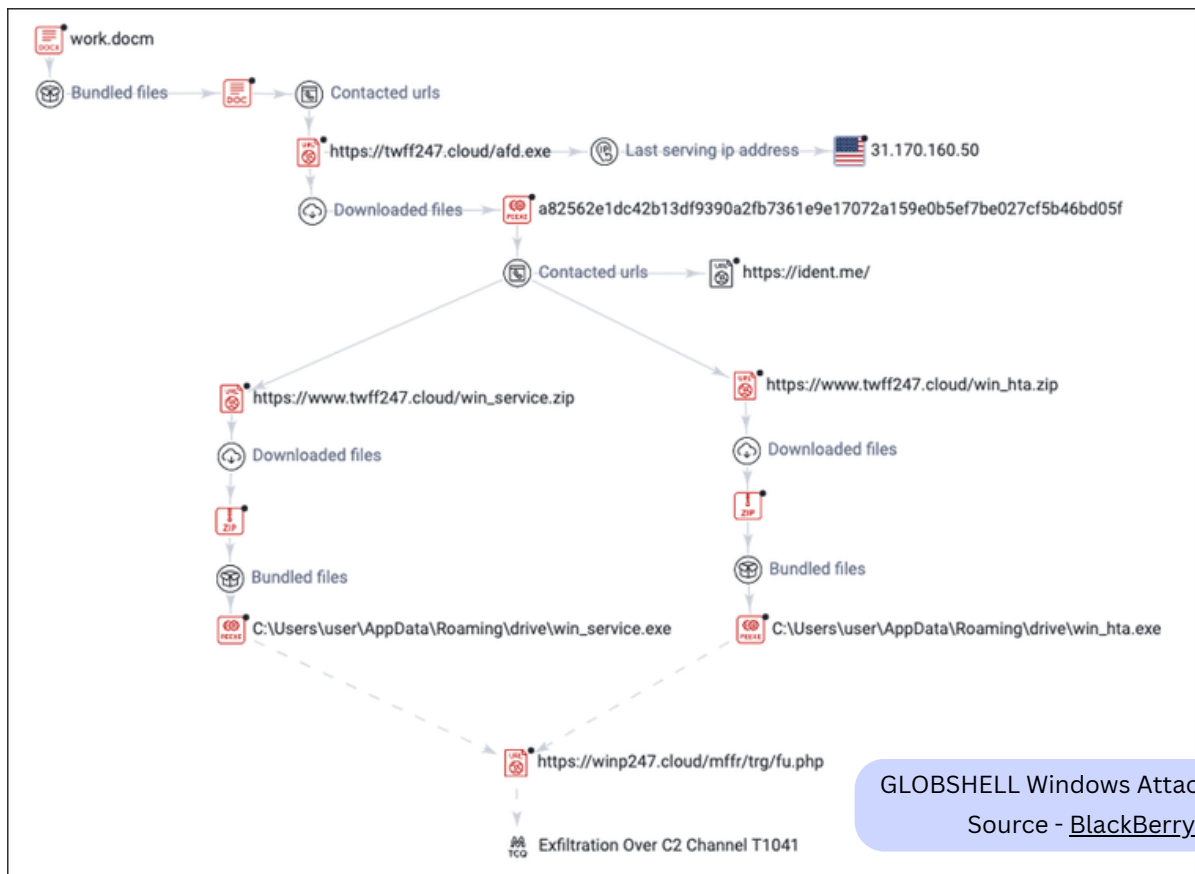 work.docm
Bundled files
Contacted urls
https://twff247.cloud/afd.exe
Last serving ip address
31.170.160.50
Downloaded files
a82562e1dc42b13df9390a2fb7361e9e17072a159e0b5ef7be027cf5b46bd05f
Contacted urls
https://ident.me/
https://www.twff247.cloud/win_service.zip
https://www.twff247.cloud/win_hta.zip
Downloaded files
Downloaded files
ZIP
ZIP
Bundled files
Bundled files
C:\Users\user\AppData\Roaming\drive\win_service.exe
C:\Users\user\AppData\Roaming\drive\win_hta.exe
https://winp247.cloud/mffr/trg/fu.php
GLOBSHELL Windows Attac
Source - BlackBerry
TCQ
Exfiltration Over C2 Channel T1041